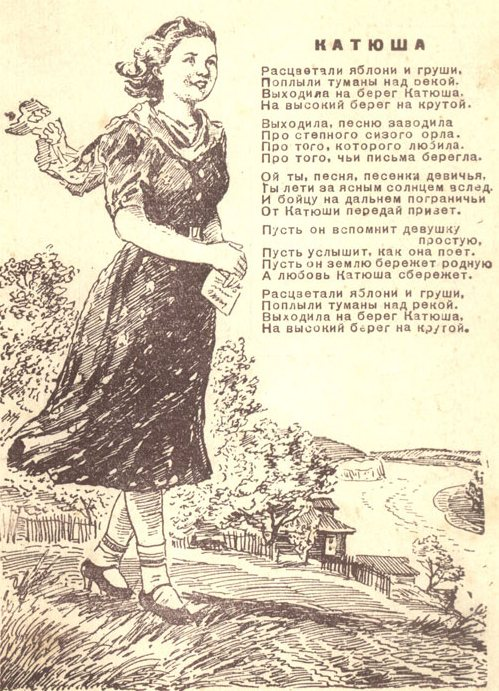 КАТЮША
Расцветали яблони и груши,
Поплыли туманы над рекой.
Выходила на берег Катюша,
На высокий берег на крутой.
Выходила, песню заводила
Про степного сизого орла.
Про того, которого любила.
Про того, чьи письма берегла.
Ой ты, песня, песенка девичья,
Ты лети за ясным солнцем вслед.
И бойцу на дальнем пограничьи
От Катюши передай привет.
Пусть он вспомнит девушку
простую,
Пусть услышит, как она поет.
Пусть он землю бережет родную
А любовь Катюша сбережет.
Расцветали яблони и груши,
Поплыли туманы над рекой.
Выходила на берег Катюша,
На высокий берег на крутой.